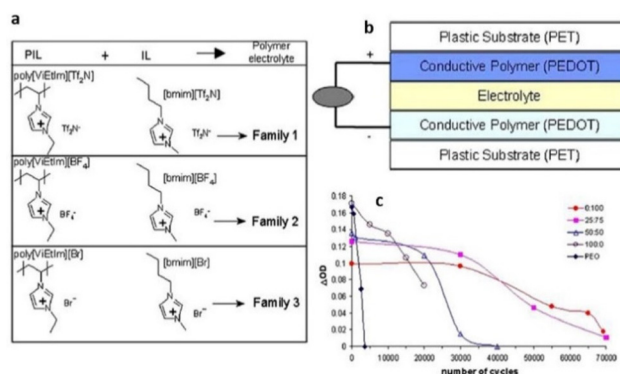 a
PIL + IL Polymer electrolyte
poly[ViEtIm][Tf₂N]
[bmim][Tf₂N]
Tf₂N⁻
Tf₂N⁻
Family 1
poly[ViEtIm][BF₄]
[bmim][BF₄]
BF₄⁻
BF₄⁻
Family 2
poly[ViEtIm][Br]
[bmim][Br]
Br⁻
Br⁻
Family 3
b
Plastic Substrate (PET)
+
Conductive Polymer (PEDOT)
Electrolyte
Conductive Polymer (PEDOT)
-
Plastic Substrate (PET)
c
0.18
0.16
0.14
0.12
0.1
0.08
0.06
0.04
0.02
0
ΔOD
0 10000 20000 30000 40000 50000 60000 70000
number of cycles
0:100
25:75
50:50
100:0
PEO